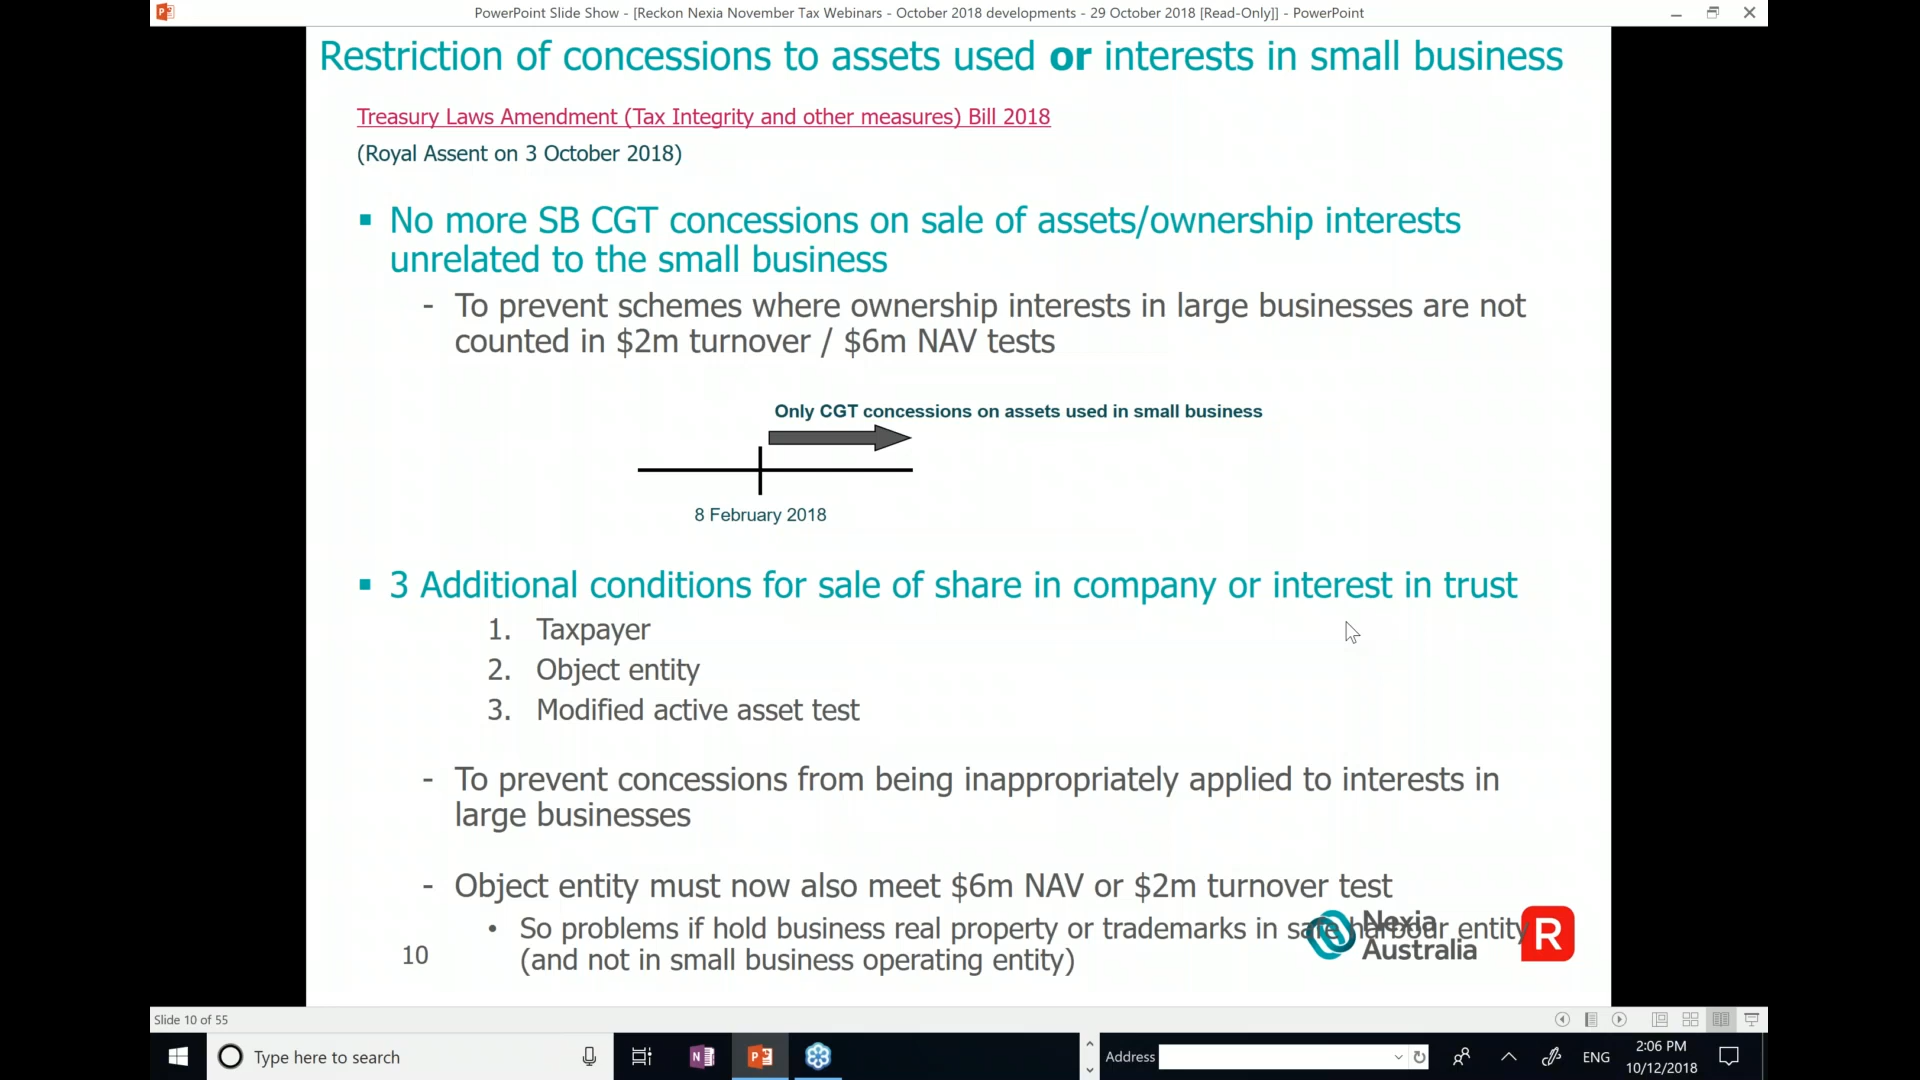 PowerPoint Slide Show - [Reckon Nexia November Tax Webinars - October 2018 developments - 29 October 2018 [Read-Only]] - PowerPoint
Restriction of concessions to assets used or interests in small business
Treasury Laws Amendment (Tax Integrity and other measures) Bill 2018
(Royal Assent on 3 October 2018)
▪ No more SB CGT concessions on sale of assets/ownership interests
unrelated to the small business
- To prevent schemes where ownership interests in large businesses are not
counted in $2m turnover / $6m NAV tests
Only CGT concessions on assets used in small business
8 February 2018
▪ 3 Additional conditions for sale of share in company or interest in trust
1. Taxpayer
2. Object entity
3. Modified active asset test
- To prevent concessions from being inappropriately applied to interests in
large businesses
- Object entity must now also meet $6m NAV or $2m turnover test
• So problems if hold business real property or trademarks in safe harbour entity
(and not in small business operating entity)
10
Nexia
Australia
R
Slide 10 of 55
Type here to search
N
P
Address
ENG
2:06 PM
10/12/2018